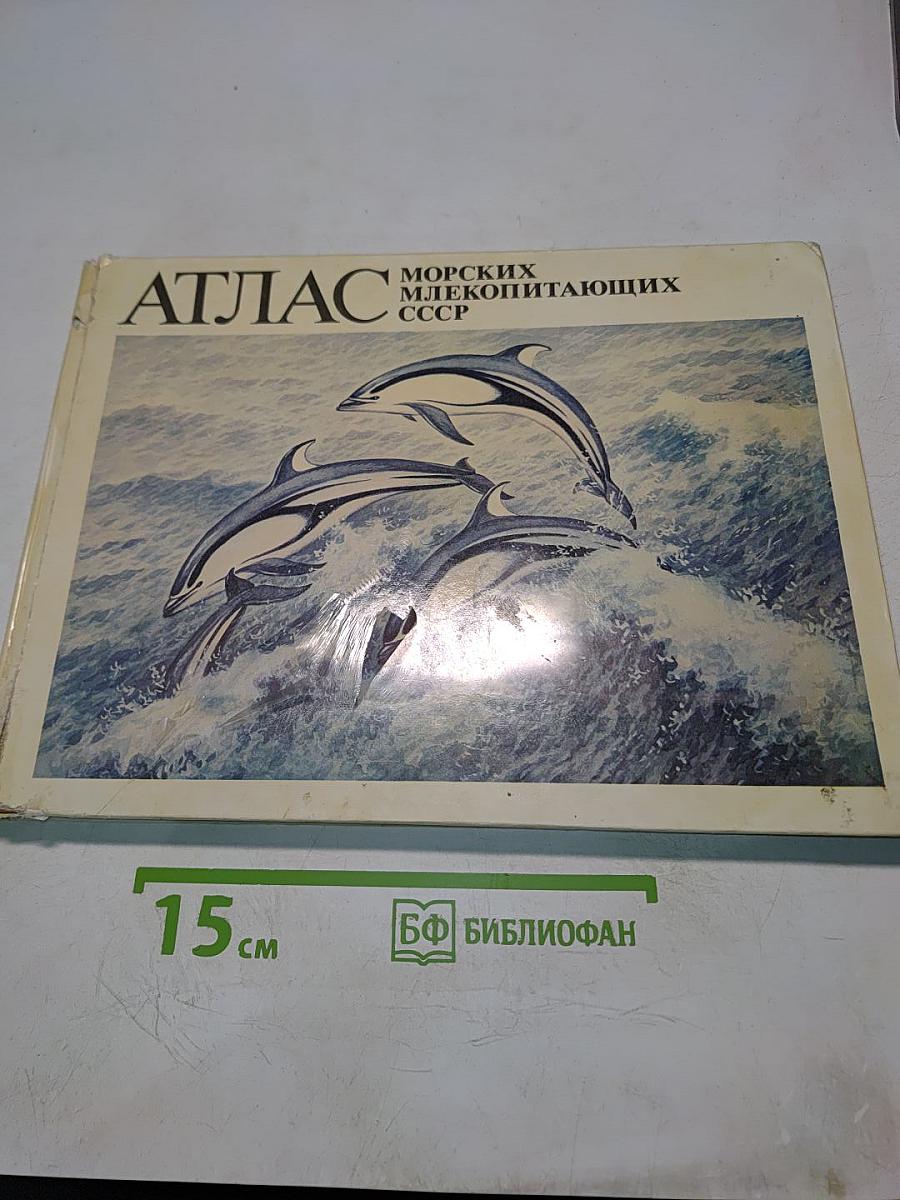 АТЛАС
МОРСКИХ
МЛЕКОПИТАЮЩИХ
СССР
15 см
БФ БИБЛИОФАН